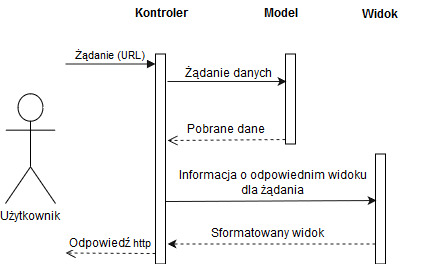 Kontroler Model Widok
Żądanie (URL)
Żądanie danych
Pobrane dane
Informacja o odpowiednim widoku
dla żądania
Użytkownik
Sformatowany widok
Odpowiedź http